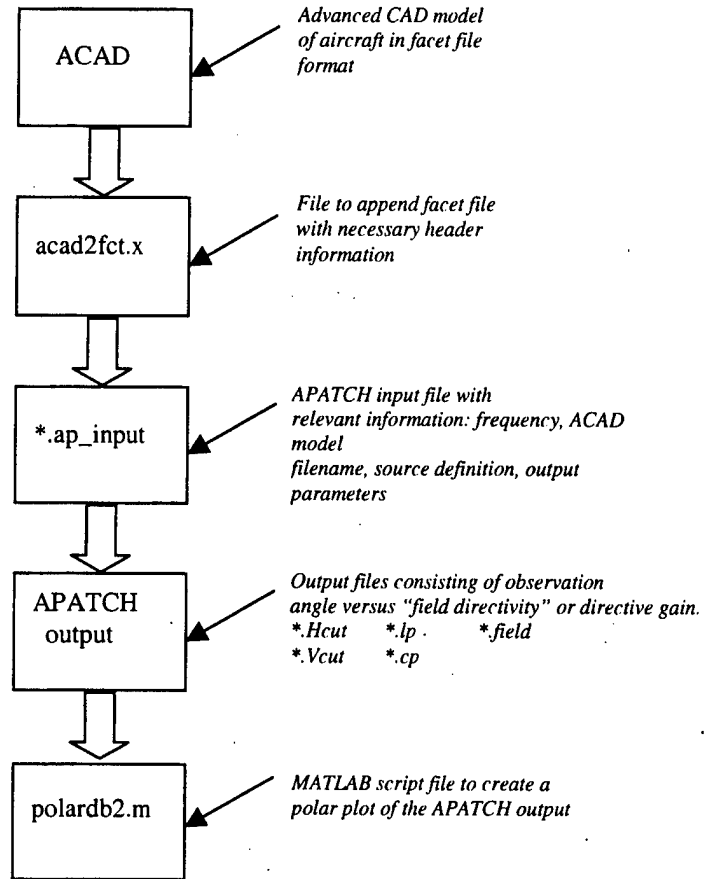 ACAD
Advanced CAD model
of aircraft in facet file
format
acad2fct.x
File to append facet file
with necessary header
information
*.ap_input
APATCH input file with
relevant information: frequency, ACAD
model
filename, source definition, output
parameters
APATCH
output
Output files consisting of observation
angle versus “field directivity” or directive gain.
*.Hcut *.lp *.field
*.Vcut *.cp
polardb2.m
MATLAB script file to create a
polar plot of the APATCH output